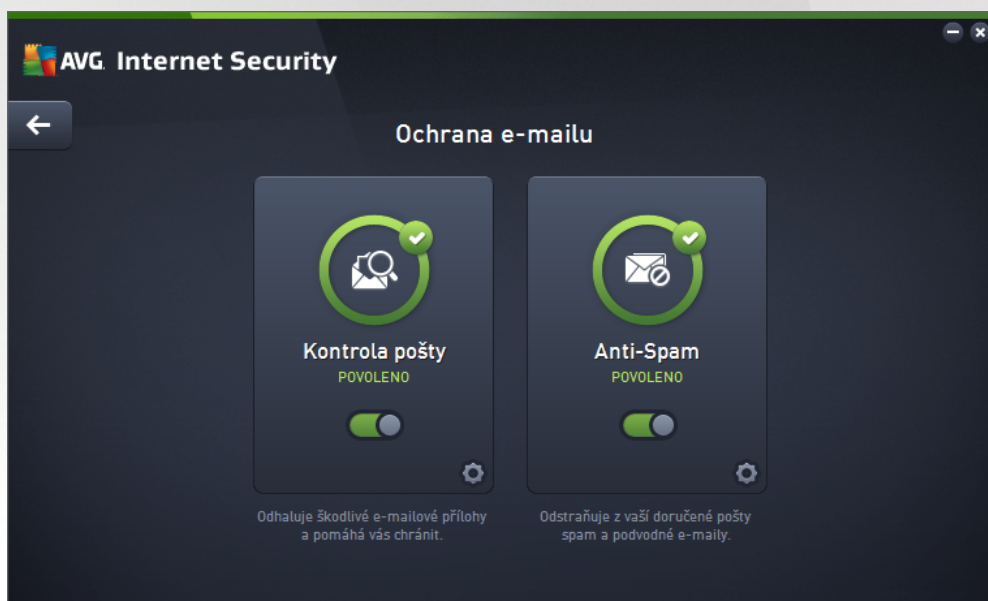 AVG. Internet Security
Ochrana e-mailu
Kontrola pošty
POVOLENO
Odhaluje škodlivé e-mailové přílohy
a pomáhá vás chránit.
Anti-Spam
POVOLENO
Odstraňuje z vaší doručené pošty
spam a podvodné e-maily.